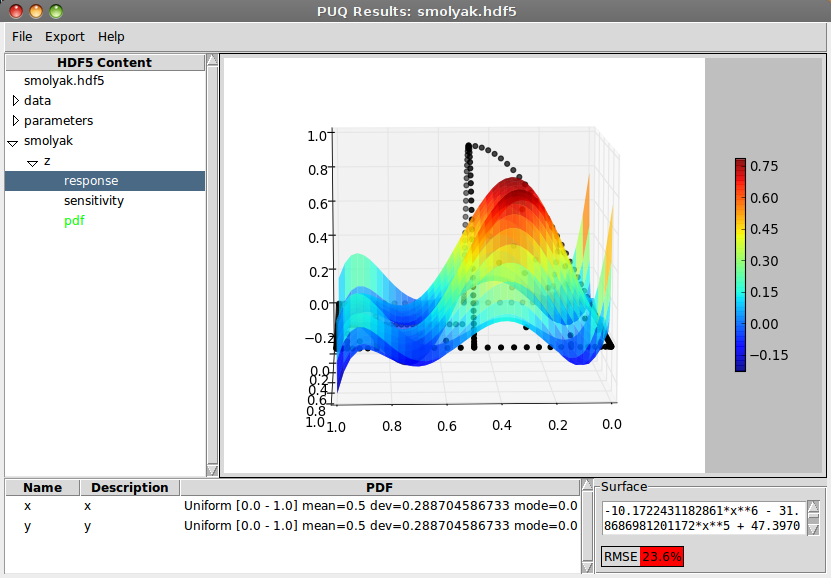 PUQ Results: smolyak.hdf5
File Export Help
HDF5 Content
smolyak.hdf5
data
parameters
smolyak
z
response
sensitivity
pdf
1.0
0.8
0.6
0.4
0.2
0.0
−0.2
0.0
0.2
0.4
0.6
0.8
1.0
1.0 0.8 0.6 0.4 0.2 0.0
0.75
0.60
0.45
0.30
0.15
0.00
−0.15
Name Description PDF
x x Uniform [0.0 - 1.0] mean=0.5 dev=0.288704586733 mode=0.0
y y Uniform [0.0 - 1.0] mean=0.5 dev=0.288704586733 mode=0.0
Surface
-10.1722431182861*x**6 - 31.
8686981201172*x**5 + 47.3970
RMSE 23.6%